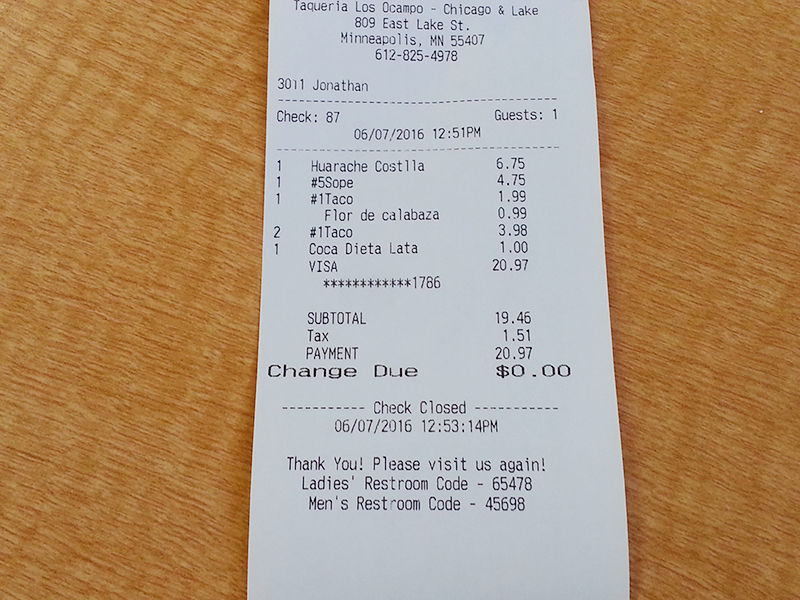 Taqueria Los Ocampo - Chicago & Lake
809 East Lake St.
Minneapolis, MN 55407
612-825-4978
3011 Jonathan
Check: 87 Guests: 1
06/07/2016 12:51PM
1 Huarache Costlla 6.75
1 #5Sope 4.75
1 #1Taco 1.99
Flor de calabaza 0.99
2 #1Taco 3.98
1 Coca Dieta Lata 1.00
VISA 20.97
************1786
SUBTOTAL 19.46
Tax 1.51
PAYMENT 20.97
Change Due $0.00
----------- Check Closed -----------
06/07/2016 12:53:14PM
Thank You! Please visit us again!
Ladies' Restroom Code - 65478
Men's Restroom Code - 45698